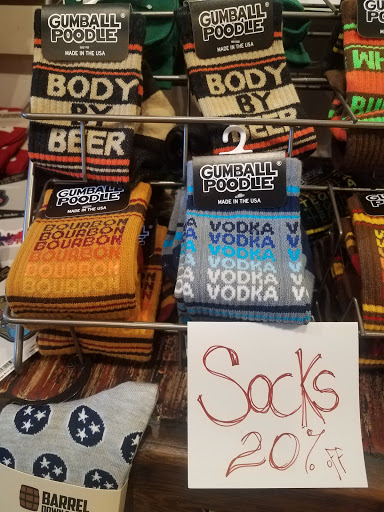 GUMBALL
POODLE
MADE IN THE USA
BODY
BY
BEER
GUMBALL
POODLE
MADE IN THE USA
BODY
BY
BEER
GUMBALL
POODLE
MADE IN THE USA
BOURBON
BOURBON
BOURBON
BOURBON
BOURBON
BOURBON
GUMBALL
POODLE
MADE IN THE USA
VODKA V
VODKA V
VODKA V
VODKA V
VODKA V
Socks
20% off
BARREL